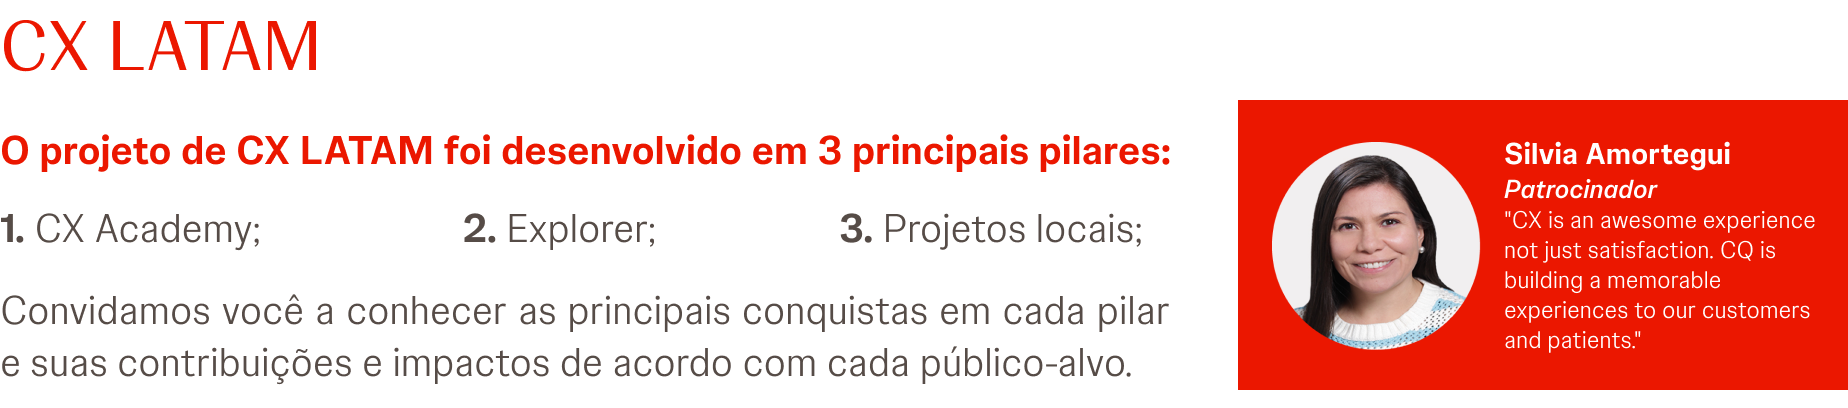 CX LATAM
O projeto de CX LATAM foi desenvolvido em 3 principais pilares:
1. CX Academy; 2. Explorer; 3. Projetos locais;
Convidamos você a conhecer as principais conquistas em cada pilar
e suas contribuições e impactos de acordo com cada público-alvo.
Silvia Amortegui
Patrocinador
"CX is an awesome experience
not just satisfaction. CQ is
building a memorable
experiences to our customers
and patients."